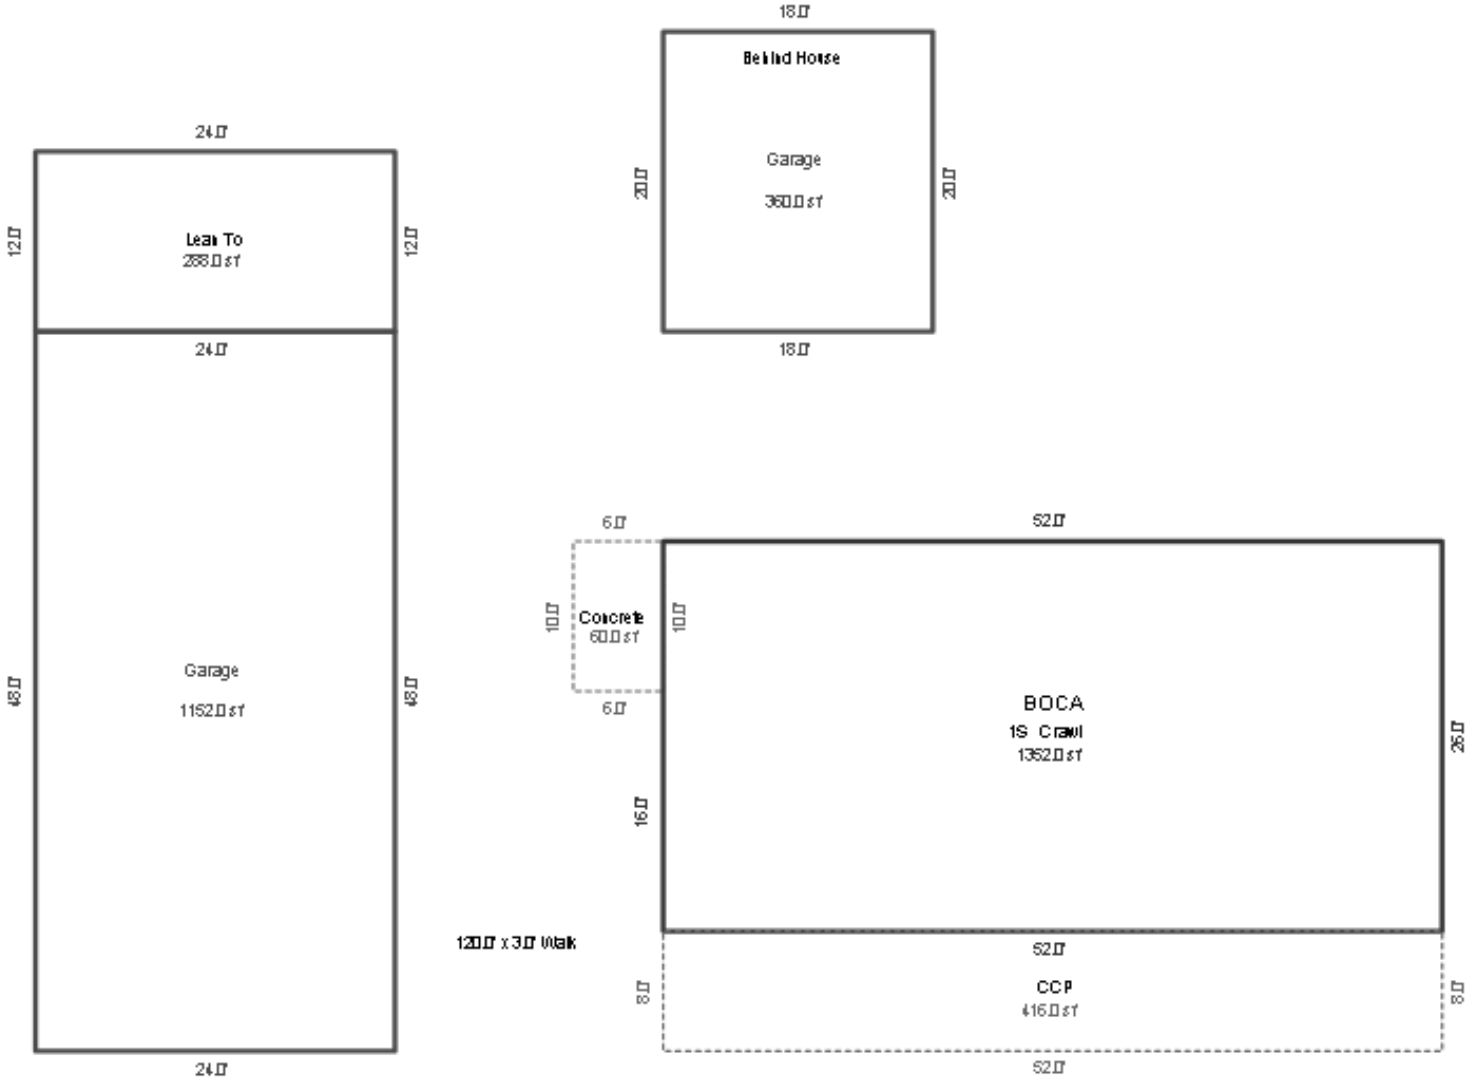 18.0'
Behind House
24.0'
Garage
20.0'
20.0'
360.0 sf
12.0'
Lean To
12.0'
288.0 sf
24.0'
18.0'
6.0'
52.0'
10.0'
Concrete
10.0'
60.0 sf
Garage
48.0'
48.0'
1152.0 sf
6.0'
BOCA
1S Crawl
26.0'
1352.0 sf
16.0'
120.0' x 3.0' Walk
52.0'
8.0'
CCP
8.0'
416.0 sf
24.0'
52.0'